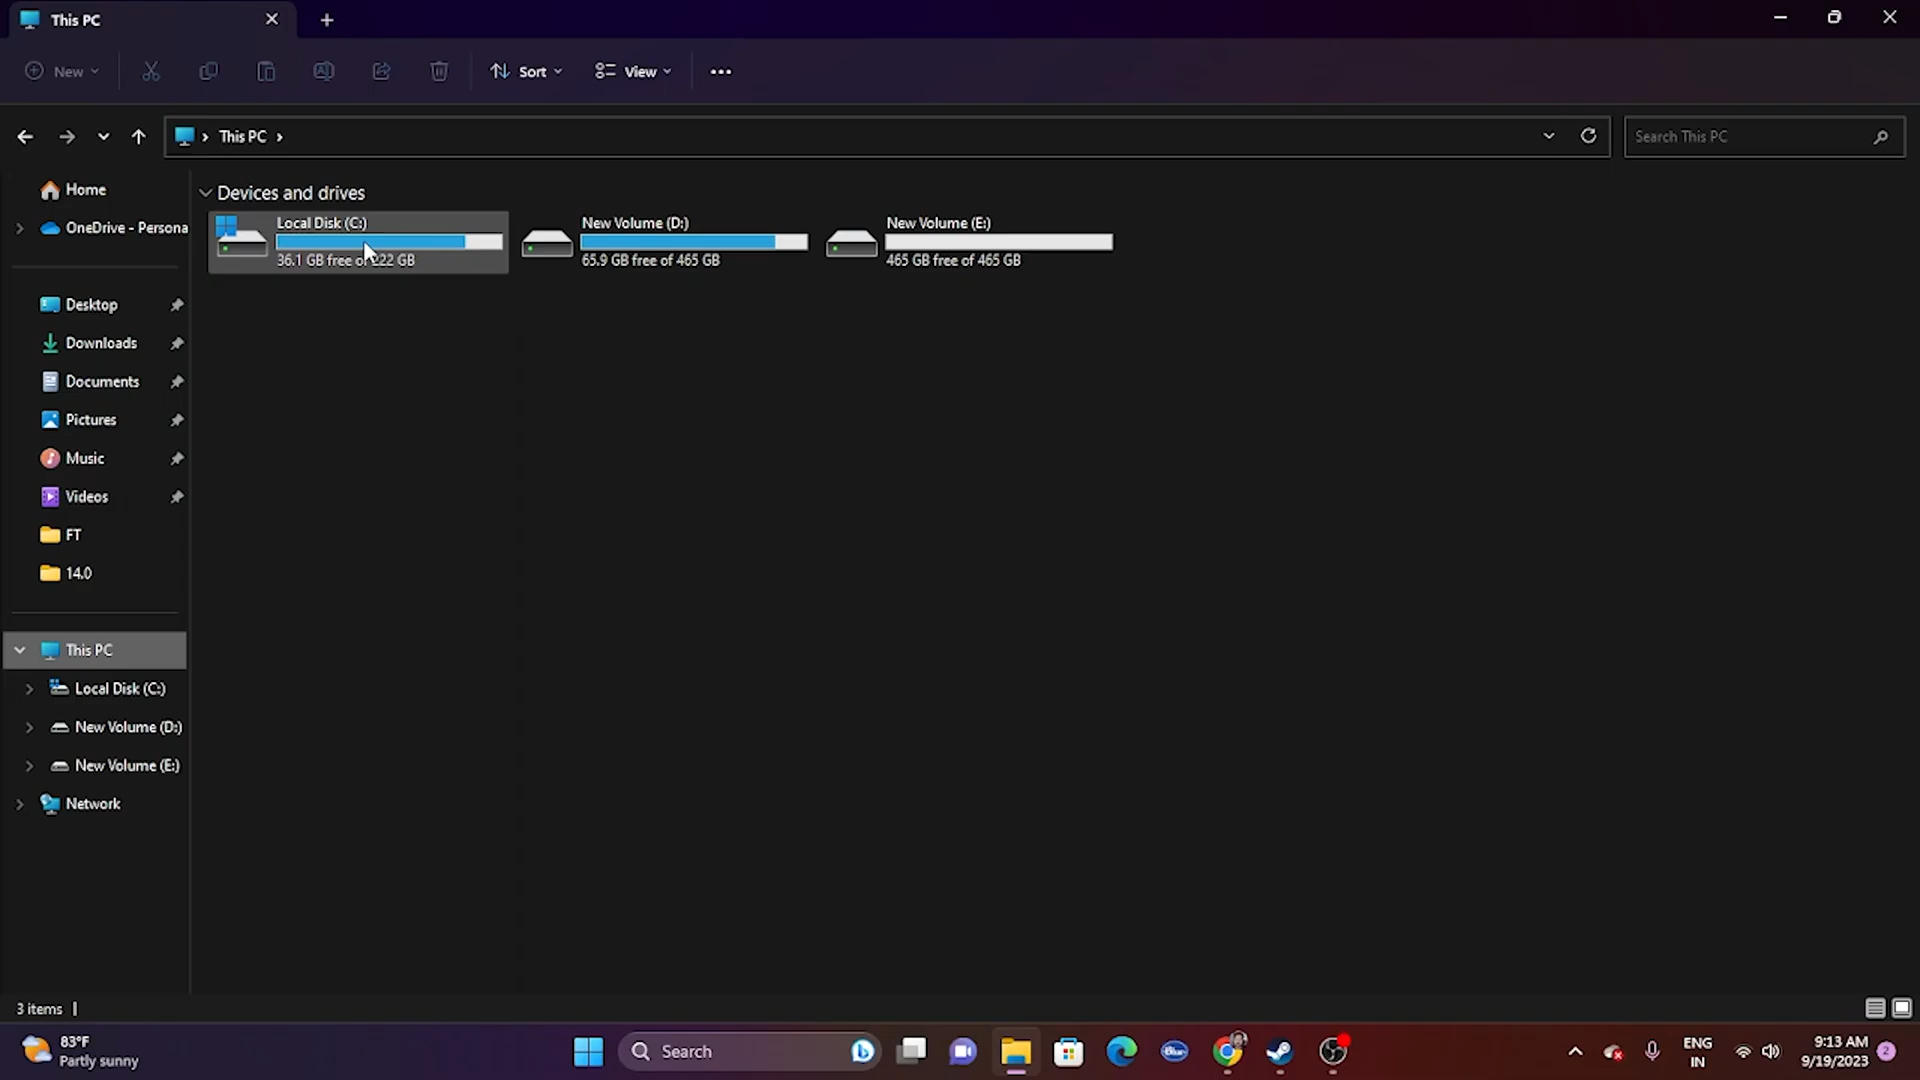 This PC
New
Sort
View
This PC
Search This PC
Home
OneDrive - Persona
Desktop
Downloads
Documents
Pictures
Music
Videos
FT
14.0
This PC
Local Disk (C:)
New Volume (D:)
New Volume (E:)
Network
Devices and drives
Local Disk (C:)
36.1 GB free of 222 GB
New Volume (D:)
65.9 GB free of 465 GB
New Volume (E:)
465 GB free of 465 GB
3 items
83°F
Partly sunny
Search
Blue
ENG
IN
9:13 AM
9/19/2023
2